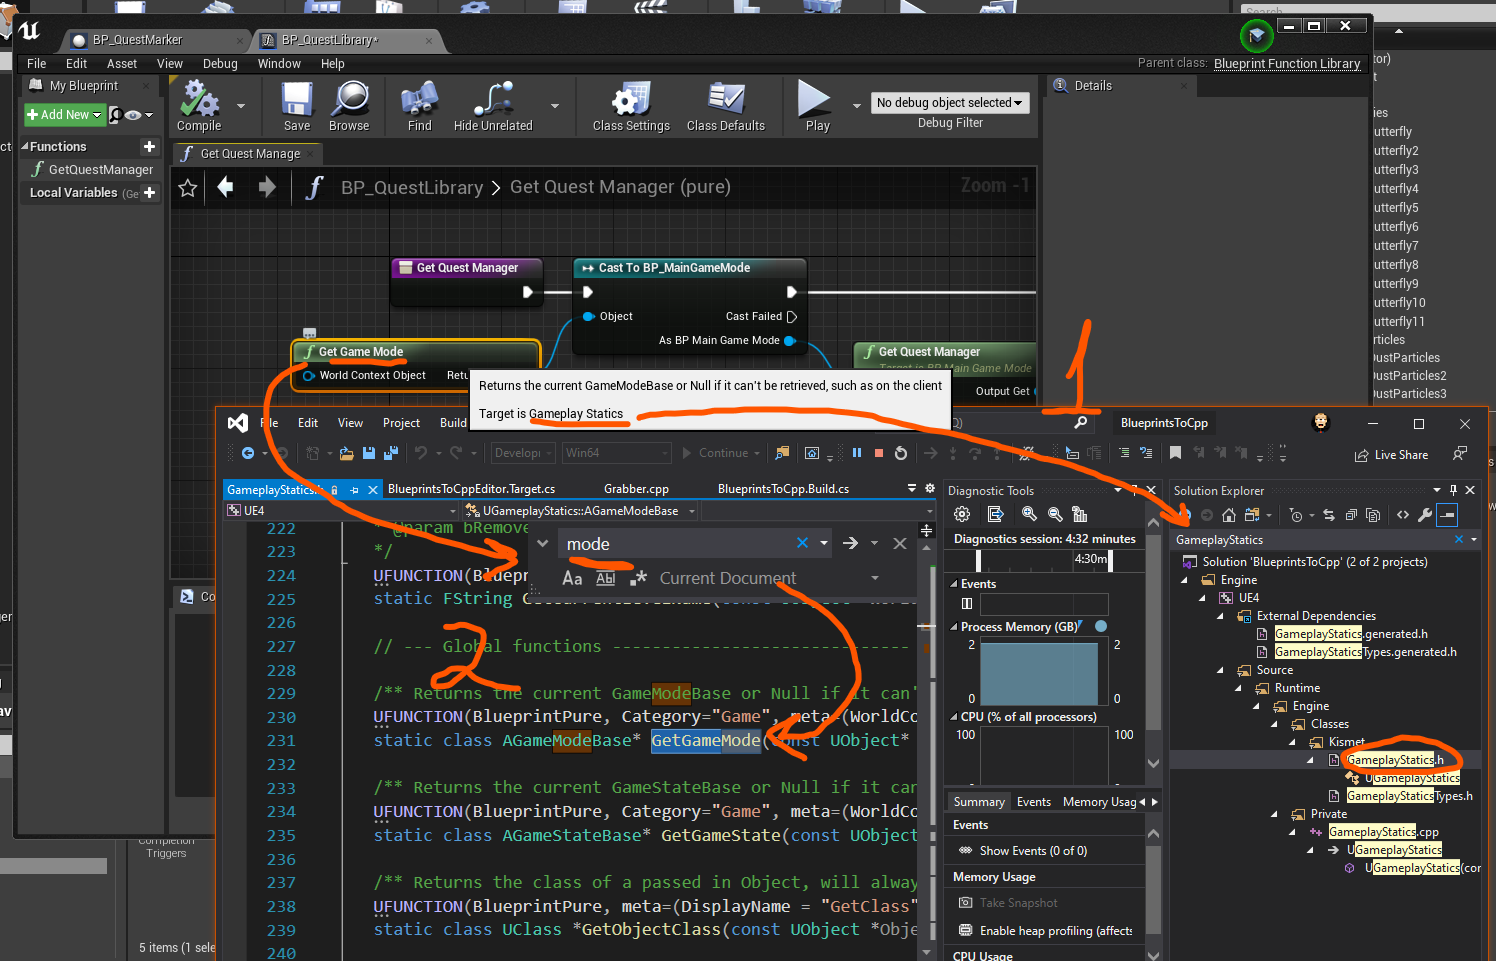 Search
BP_QuestMarker
BP_QuestLibrary*
File Edit Asset View Debug Window Help
Parent class: Blueprint Function Library
My Blueprint
Details
Add New
Compile
Save
Browse
Find
Hide Unrelated
Class Settings
Class Defaults
Play
No debug object selected
Debug Filter
Functions
GetQuestManager
Local Variables (Ge
Get Quest Manage
BP_QuestLibrary > Get Quest Manager (pure)
Zoom -1
tor)
ies
utterfly
utterfly2
utterfly3
utterfly4
utterfly5
utterfly6
utterfly7
utterfly8
utterfly9
utterfly10
utterfly11
rticles
DustParticles
DustParticles2
DustParticles3
Get Quest Manager
Cast To BP_MainGameMode
Object
Cast Failed
As BP Main Game Mode
Get Game Mode
World Context Object Retu
Get Quest Manager
Target is BP Main Game Mode
Output Get
Returns the current GameModeBase or Null if it can't be retrieved, such as on the client
Target is Gameplay Statics
1
File Edit View Project Build
BlueprintsToCpp
Develop Win64 Continue
Live Share
GameplayStatics.h
BlueprintsToCppEditor.Target.cs
Grabber.cpp
BlueprintsToCpp.Build.cs
UE4
UGameplayStatics::AGameModeBase
mode
Aa Abl .* Current Document
222 * @param bRemove
223 */
224 UFUNCTION(Bluepr
225 static FString
226
227 // --- Global functions -------------------------------
228
229 /** Returns the current GameModeBase or Null if it can'
230 UFUNCTION(BlueprintPure, Category="Game", meta=(WorldCo
231 static class AGameModeBase* GetGameMode(const UObject*
232
233 /** Returns the current GameStateBase or Null if it can
234 UFUNCTION(BlueprintPure, Category="Game", meta=(WorldCo
235 static class AGameStateBase* GetGameState(const UObject
236
237 /** Returns the class of a passed in Object, will alway
238 UFUNCTION(BlueprintPure, meta=(DisplayName = "GetClass"
239 static UClass *GetObjectClass(const UObject *Obje
240
2
Diagnostic Tools
Diagnostics session: 4:32 minutes
4:30m
Events
Process Memory (GB)
2 2
0 0
CPU (% of all processors)
100 100
Summary Events Memory Usag
Events
Show Events (0 of 0)
Memory Usage
Take Snapshot
Enable heap profiling (affects
CPU Usage
Solution Explorer
GameplayStatics
Solution 'BlueprintsToCpp' (2 of 2 projects)
Engine
UE4
External Dependencies
GameplayStatics.generated.h
GameplayStaticsTypes.generated.h
Source
Runtime
Engine
Classes
Kismet
GameplayStatics.h
UGameplayStatics
GameplayStaticsTypes.h
Private
GameplayStatics.cpp
UGameplayStatics
UGameplayStatics(cor
Co
Completion
Triggers
5 items (1 sele